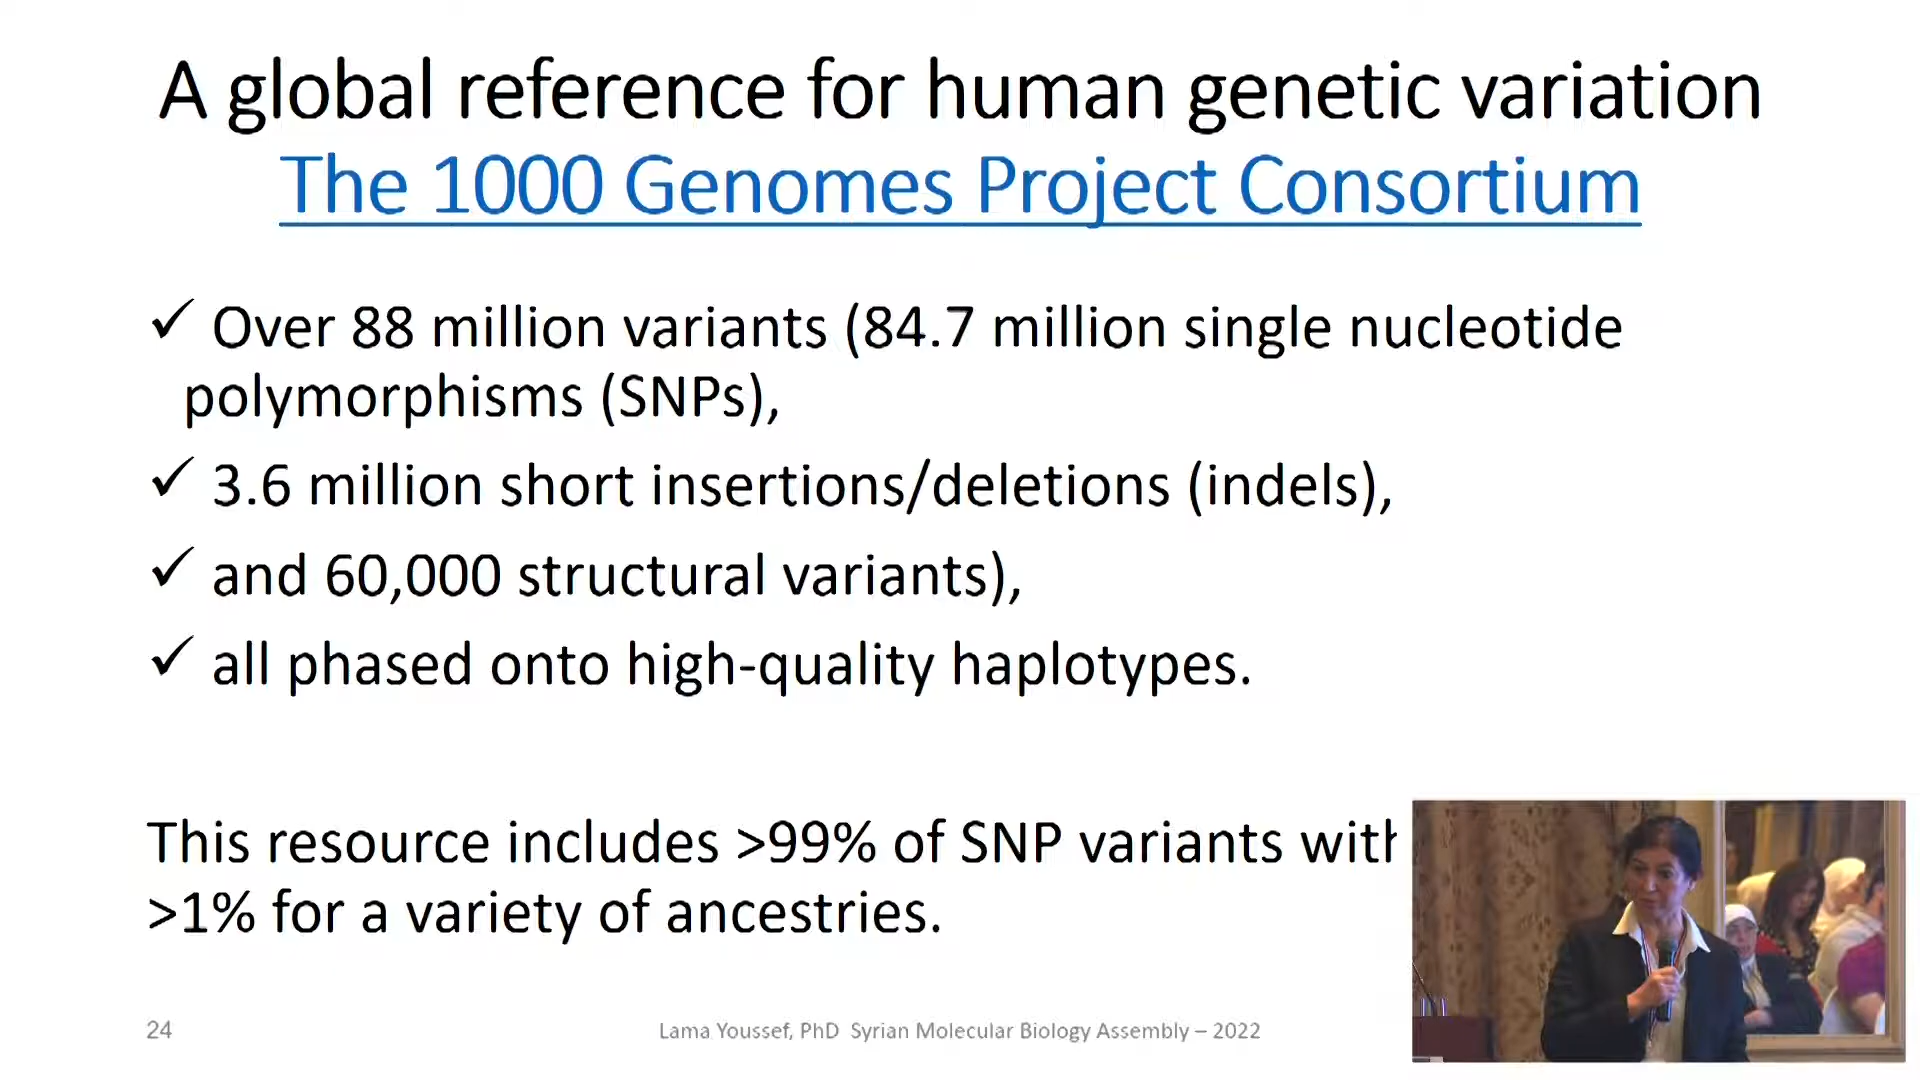 A global reference for human genetic variation
The 1000 Genomes Project Consortium
✓ Over 88 million variants (84.7 million single nucleotide
polymorphisms (SNPs),
✓ 3.6 million short insertions/deletions (indels),
✓ and 60,000 structural variants),
✓ all phased onto high-quality haplotypes.
This resource includes >99% of SNP variants with
>1% for a variety of ancestries.
24
Lama Youssef, PhD Syrian Molecular Biology Assembly – 2022